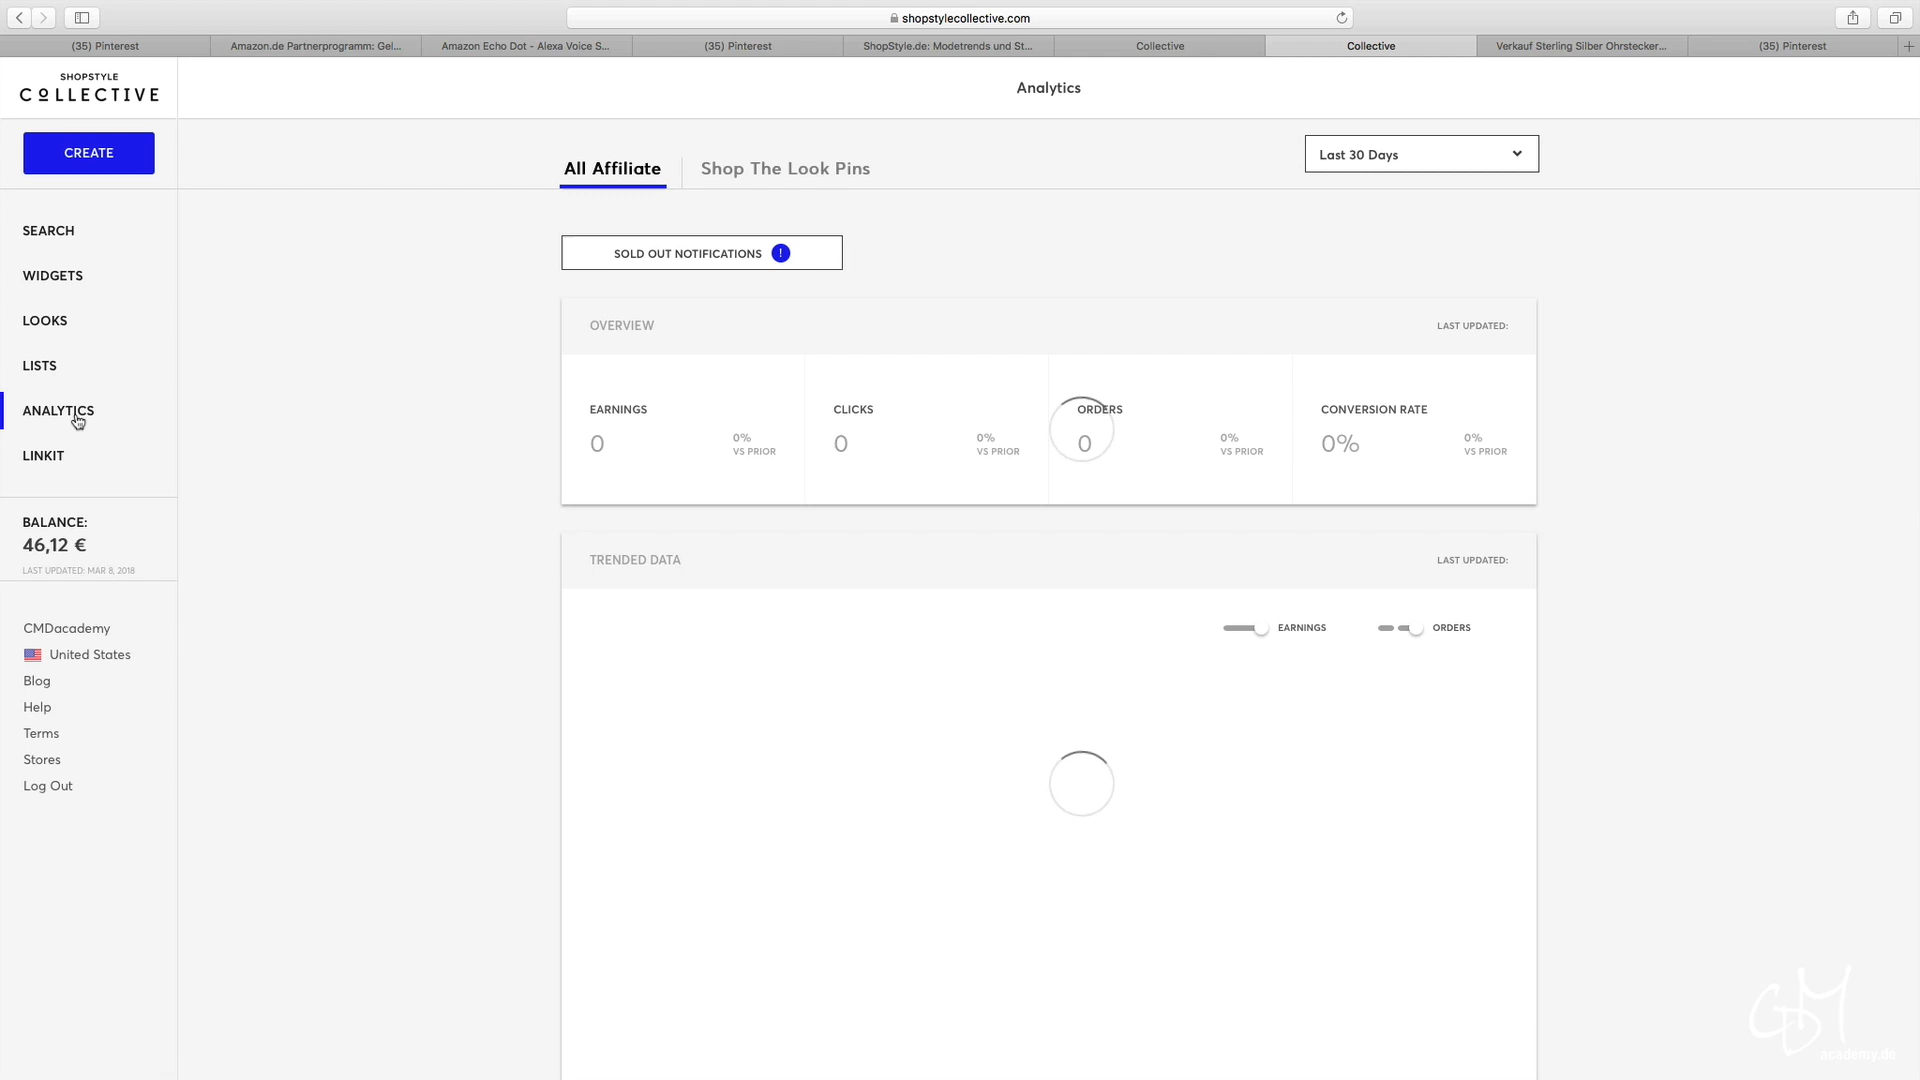 shopstylecollective.com
(35) Pinterest
Amazon.de Partnerprogramm: Gel...
Amazon Echo Dot - Alexa Voice S...
(35) Pinterest
ShopStyle.de: Modetrends und St...
Collective
Collective
Verkauf Sterling Silber Ohrstecker...
(35) Pinterest
SHOPSTYLE
COLLECTIVE
Analytics
CREATE
All Affiliate
Shop The Look Pins
Last 30 Days
SEARCH
WIDGETS
LOOKS
LISTS
ANALYTICS
LINKIT
BALANCE:
46,12 €
LAST UPDATED: MAR 8, 2018
CMDacademy
United States
Blog
Help
Terms
Stores
Log Out
SOLD OUT NOTIFICATIONS !
OVERVIEW
LAST UPDATED:
EARNINGS
0
0%
VS PRIOR
CLICKS
0
0%
VS PRIOR
ORDERS
0
0%
VS PRIOR
CONVERSION RATE
0%
0%
VS PRIOR
TRENDED DATA
LAST UPDATED:
EARNINGS
ORDERS
CMD
academy.de